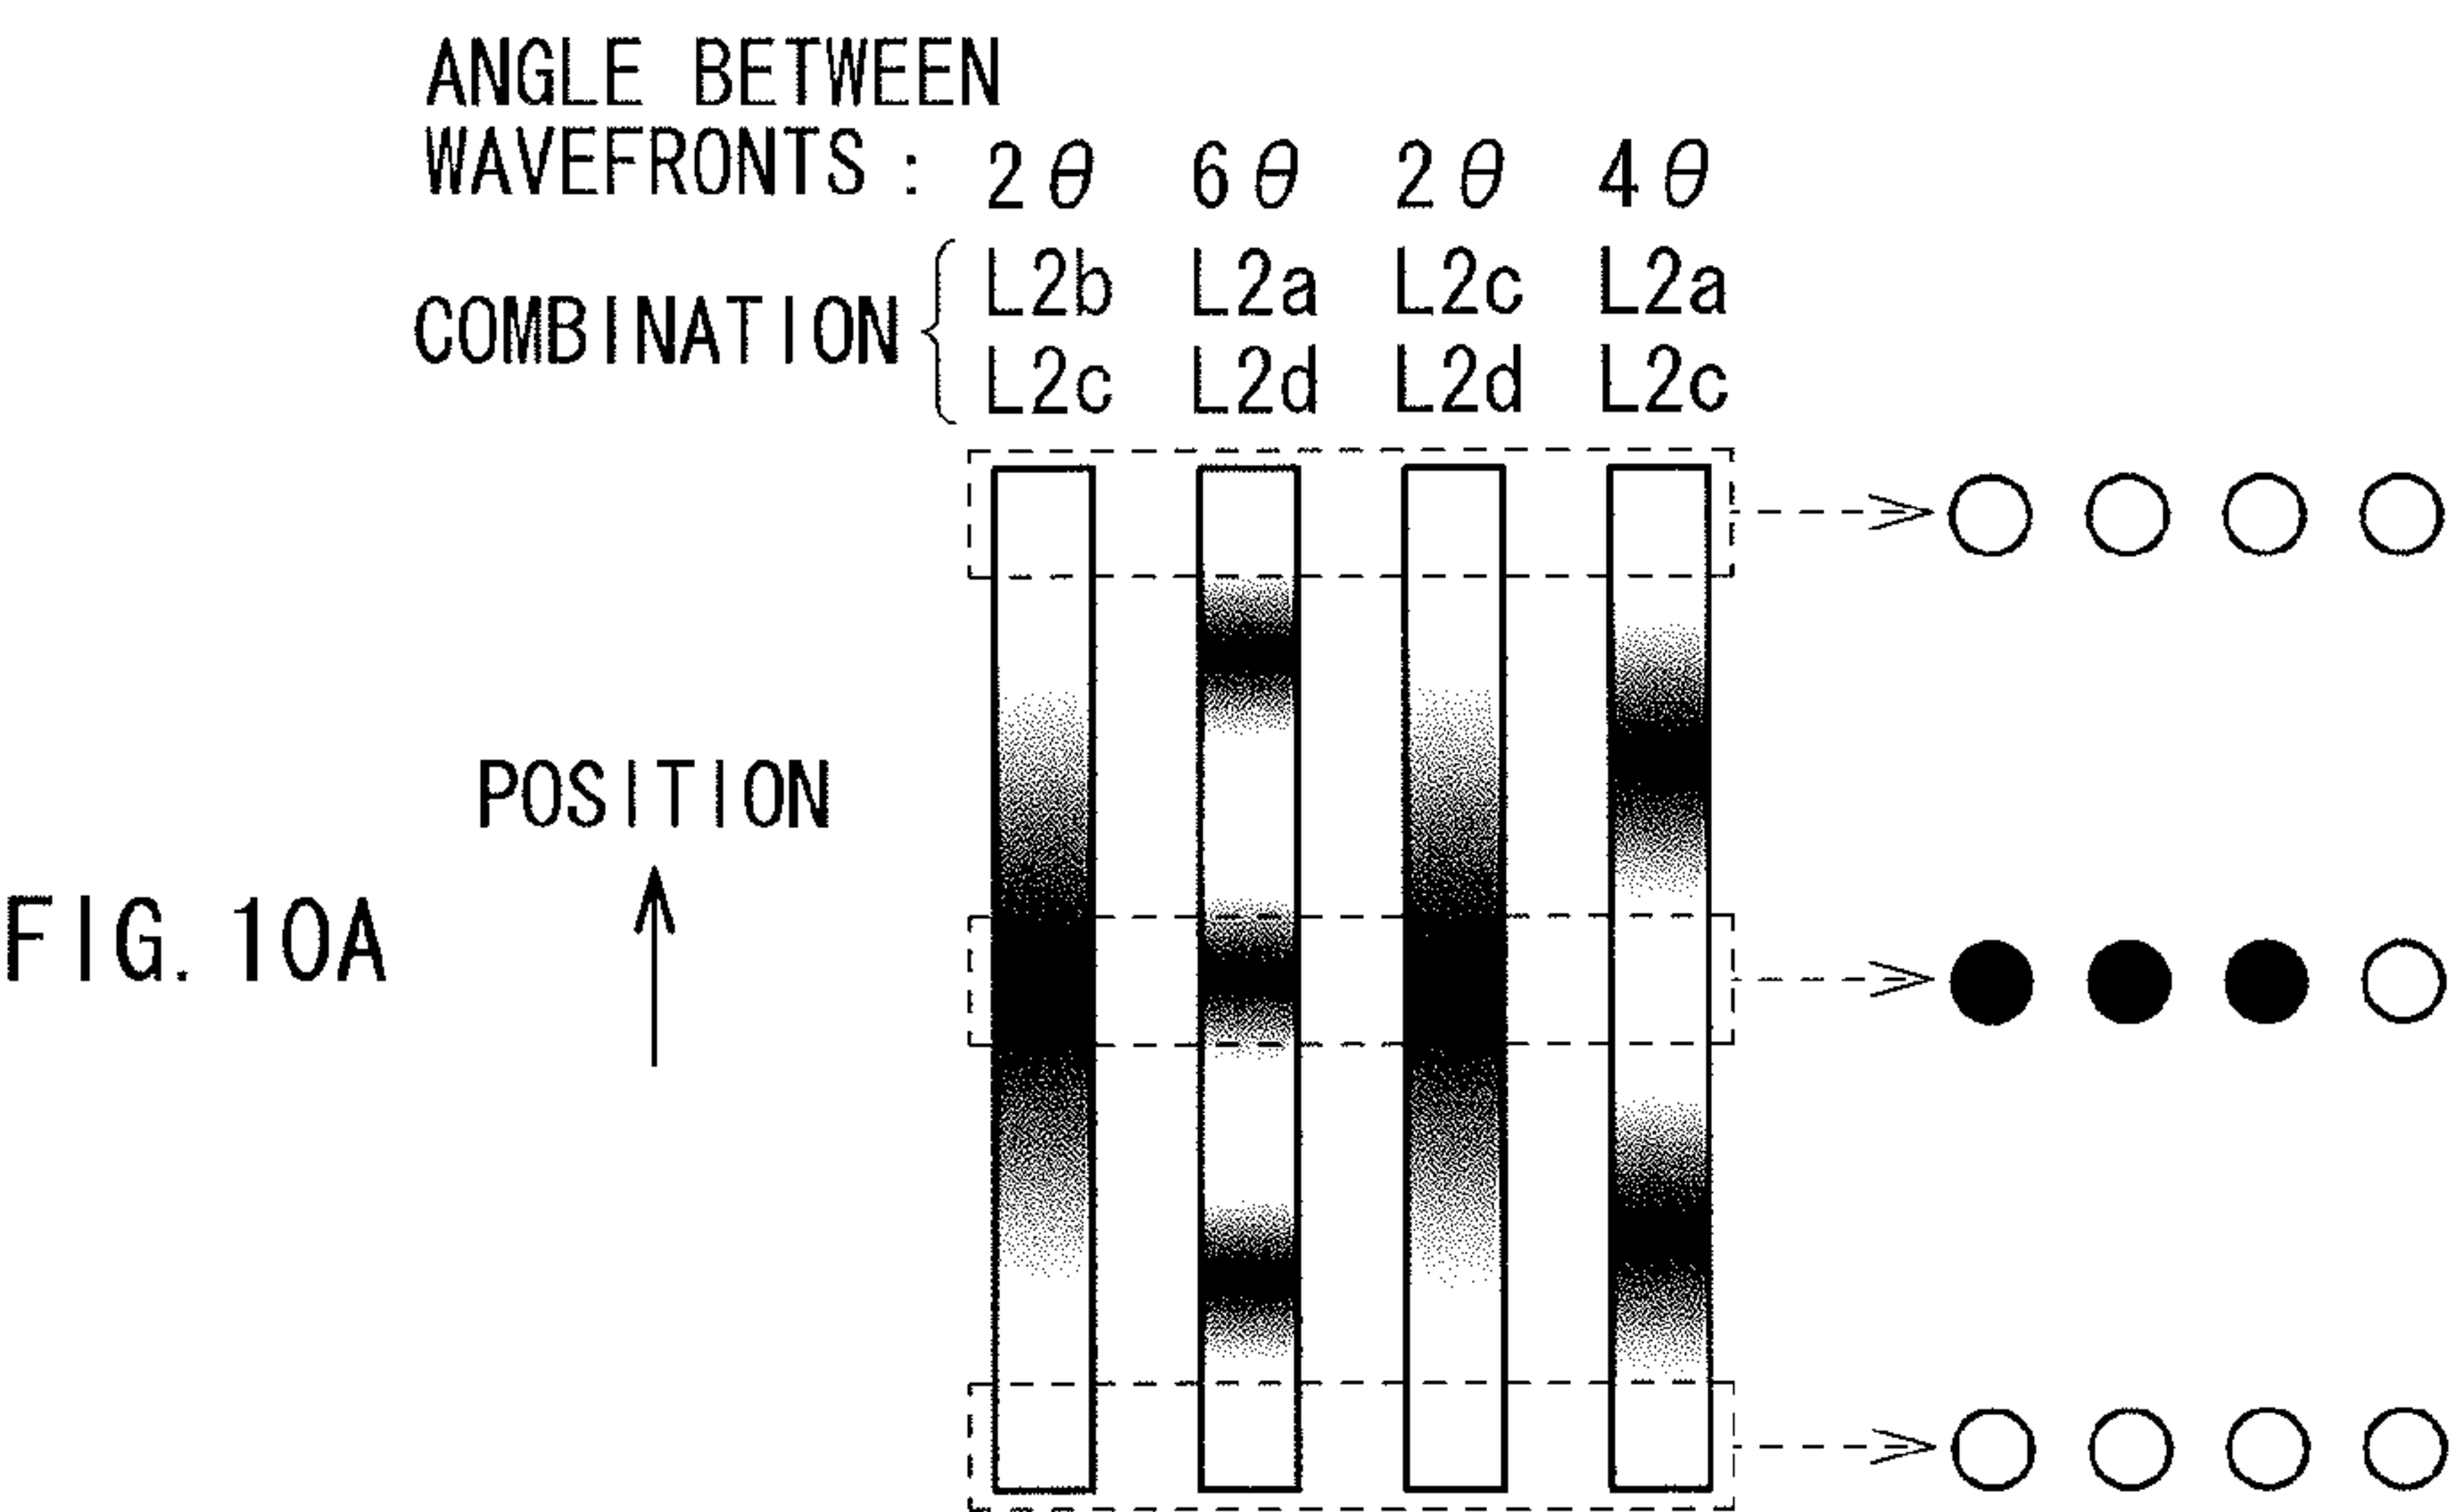 ANGLE BETWEEN
WAVEFRONTS : 2θ 6θ 2θ 4θ
L2b L2a L2c L2a
COMBINATION
L2c L2d L2d L2c
POSITION
FIG. 10A